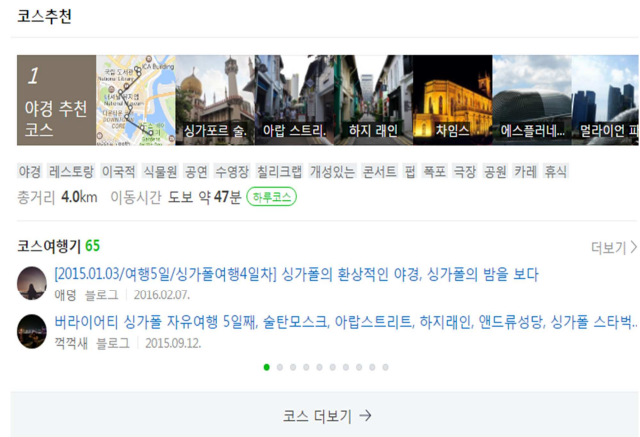 코스추천
1
야경 추천
코스
ICA Building
National Library
National Museum
DOWNTOWN
CORE
Gardens
싱가포르 술.
아랍 스트리.
하지 레인
차임스
에스플러네...
멀라이언 파
야경 레스토랑 이국적 식물원 공연 수영장 칠리크랩 개성있는 콘서트 펍 폭포 극장 공원 카레 휴식
총거리 4.0km 이동시간 도보 약 47분 하루코스
코스여행기 65
더보기 >
[2015.01.03/여행5일/싱가폴여행4일차] 싱가폴의 환상적인 야경, 싱가폴의 밤을 보다
애덩 블로그 | 2016.02.07.
버라이어티 싱가폴 자유여행 5일째, 술탄모스크, 아랍스트리트, 하지래인, 앤드류성당, 싱가폴 스타벅..
꺽꺽새 블로그 | 2015.09.12.
코스 더보기 →